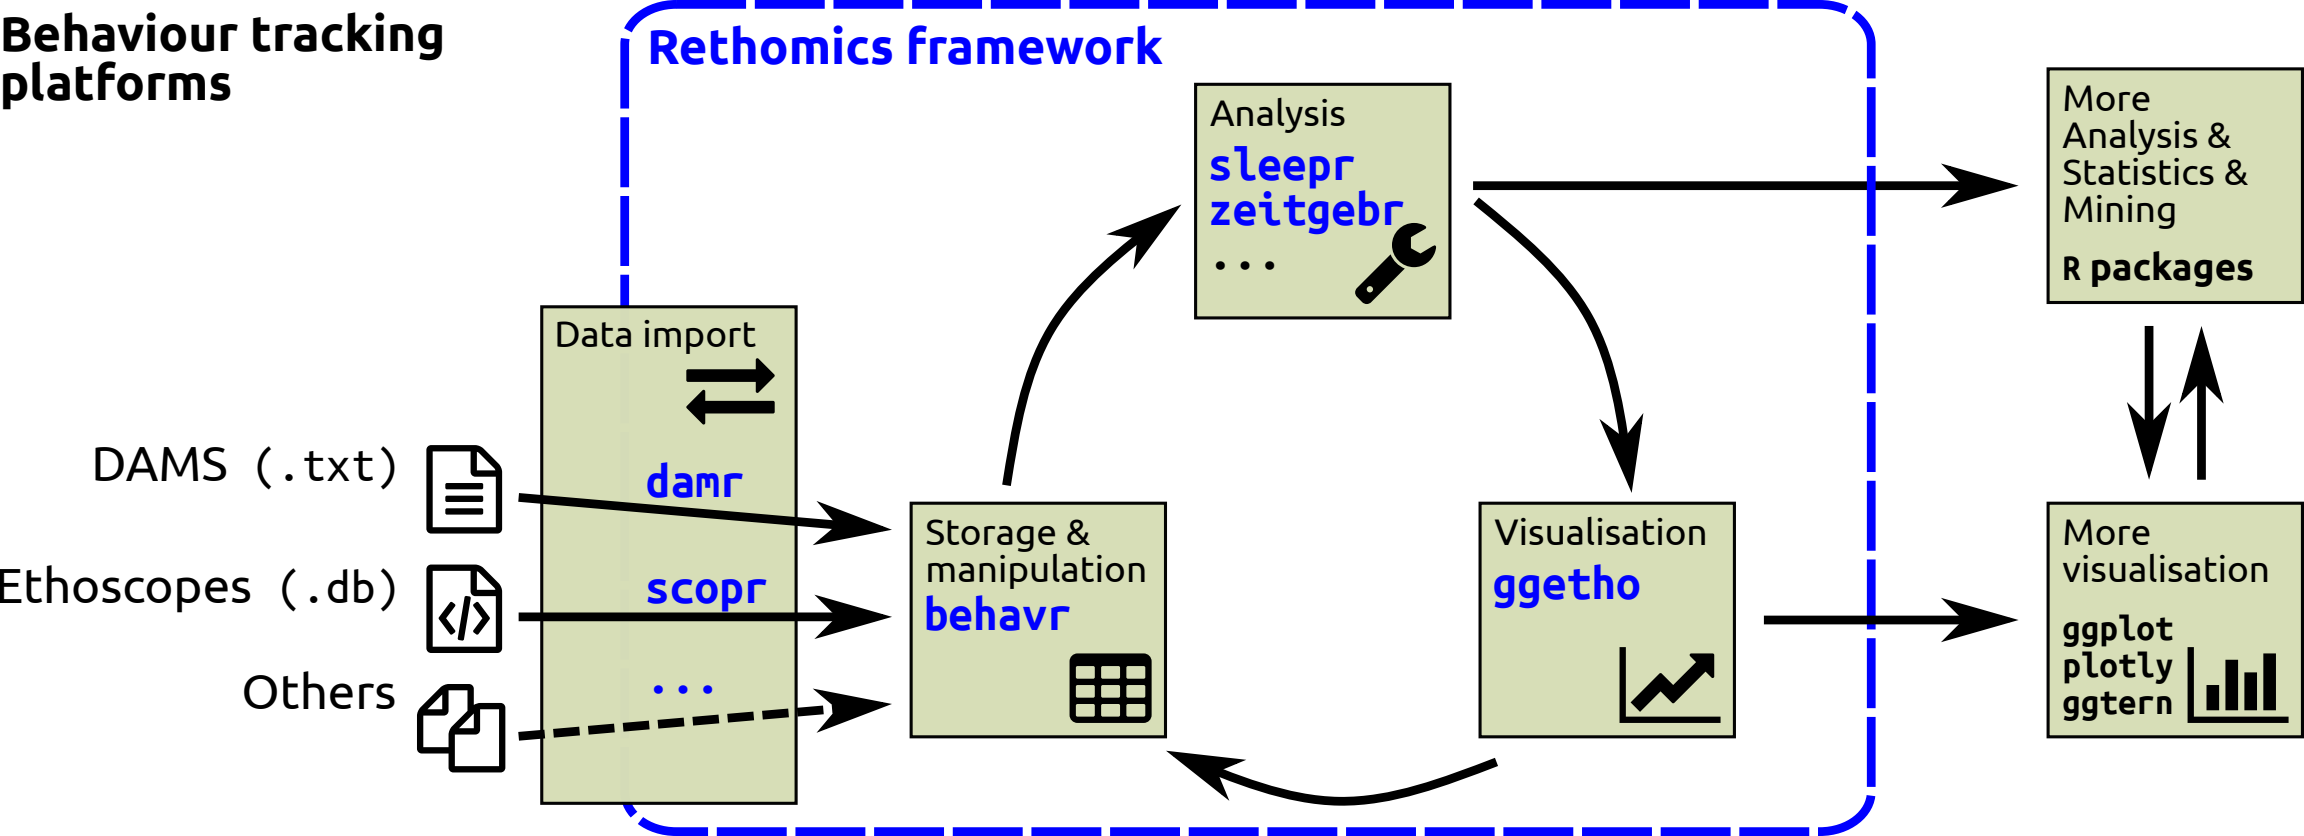 Behaviour tracking
platforms
Rethomics framework
DAMS (.txt)
Ethoscopes (.db)
Others
Data import
damr
scopr
...
Storage &
manipulation
behavr
Analysis
sleepr
zeitgebr
...
Visualisation
ggetho
More
Analysis &
Statistics &
Mining
R packages
More
visualisation
ggplot
plotly
ggtern